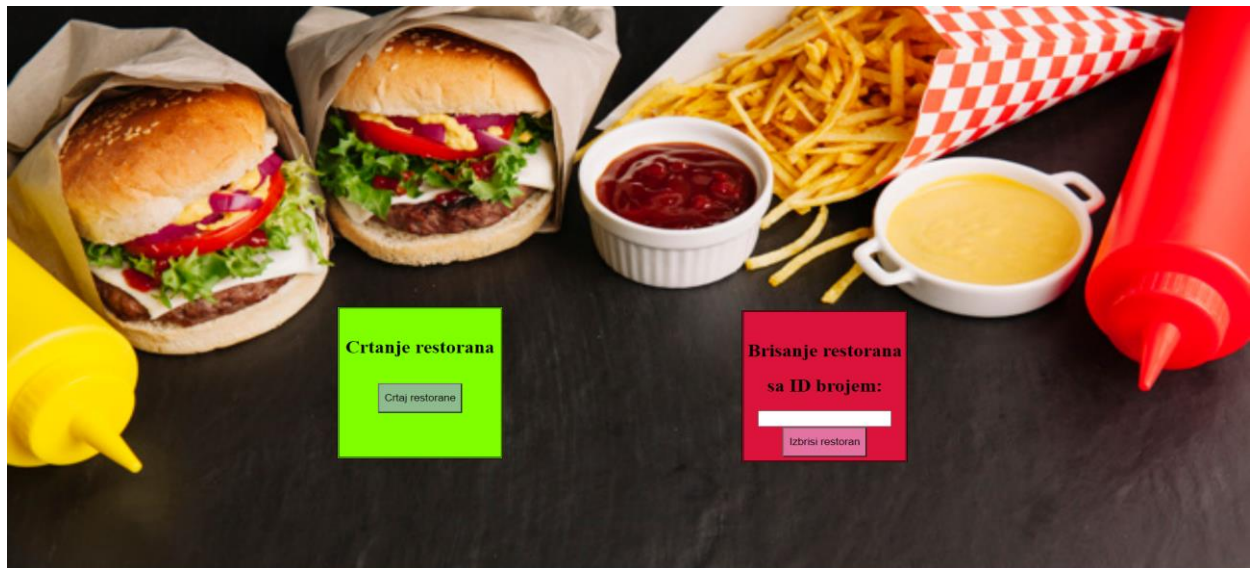 Crtanje restorana
Crtaj restorane
Brisanje restorana
sa ID brojem:
Izbrisi restoran